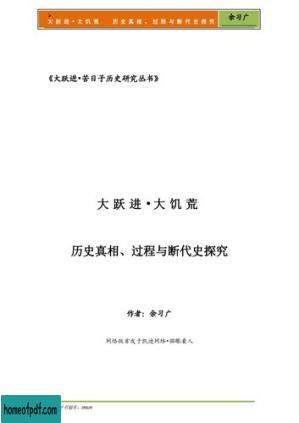 大跃进·大饥荒 历史真相、过程与断代史探究 余习广
《大跃进•苦日子历史研究丛书》
大 跃 进 • 大 饥 荒
历史真相、过程与断代史探究
作者：余习广
网络版首发于凯迪网络•猫眼看人
homeofpdf.com